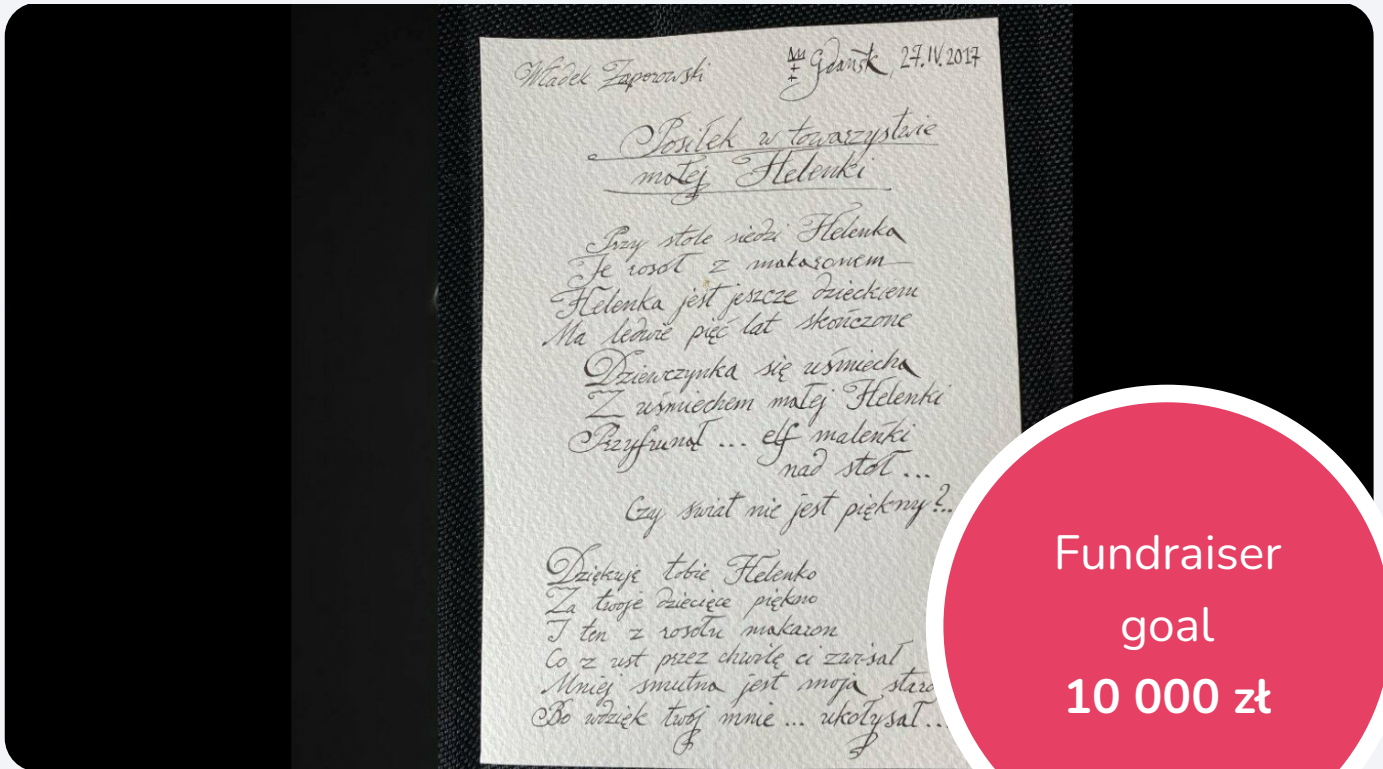 Władek Zaporowski
Gdańsk, 27.IV.2017
Posiłek w towarzystwie
małej Helenki
Przy stole siedzi Helenka
Je rosół z makaronem
Helenka jest jeszcze dzieckiem
Ma ledwie pięć lat skończone
Dziewczynka się uśmiecha
Z uśmiechem małej Helenki
Przyfrunął ... elf maleńki
nad stół ...
Czy świat nie jest piękny?..
Dziękuję tobie Helenko
Za twoje dziecięce piękno
I ten z rosołu makaron
Co z ust przez chwilę ci zwisał
Mniej smutna jest moja
Bo wdzięk twój mnie ... ukołysał...
Fundraiser
goal
10 000 zł